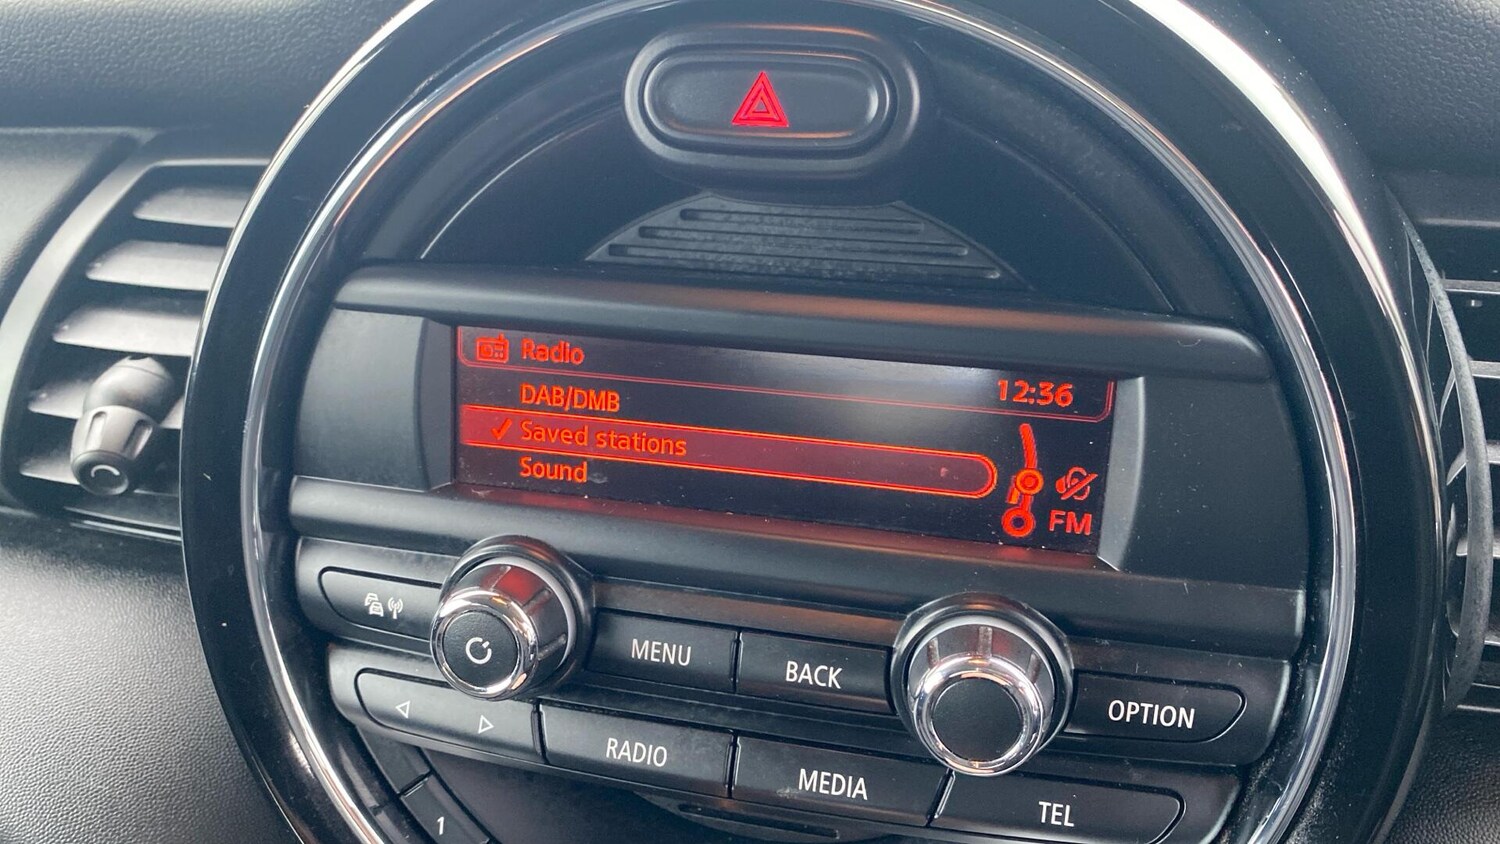 Radio
12:36
DAB/DMB
Saved stations
Sound
FM
MENU
BACK
OPTION
RADIO
MEDIA
TEL
1